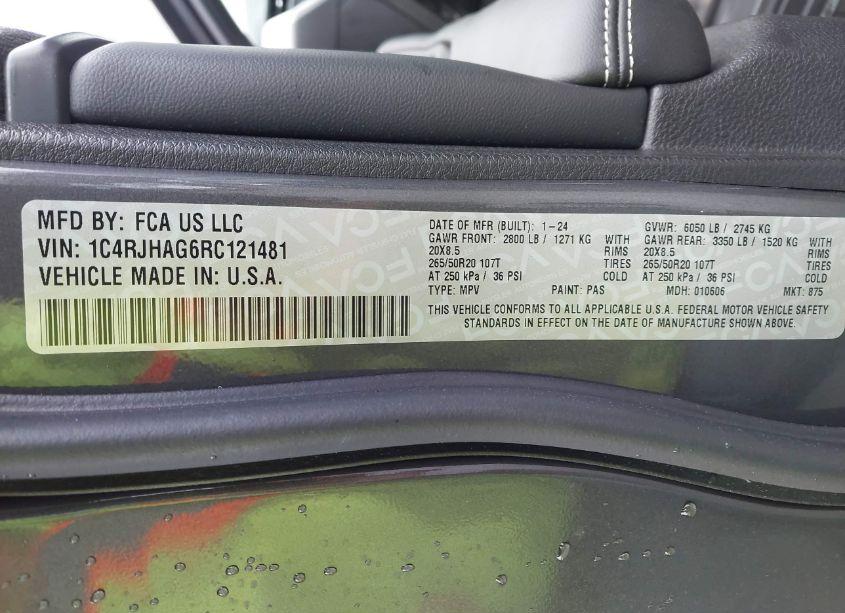 MFD BY: FCA US LLC
VIN: 1C4RJHAG6RC121481
VEHICLE MADE IN: U.S.A.
DATE OF MFR (BUILT): 1-24 GVWR: 6050 LB / 2745 KG
GAWR FRONT: 2800 LB / 1271 KG WITH GAWR REAR: 3350 LB / 1520 KG WITH
20X8.5 RIMS 20X8.5 RIMS
265/50R20 107T TIRES 265/50R20 107T TIRES
AT 250 kPa / 36 PSI COLD AT 250 kPa / 36 PSI COLD
TYPE: MPV PAINT: PAS MDH: 010606 MKT: 875
THIS VEHICLE CONFORMS TO ALL APPLICABLE U.S.A. FEDERAL MOTOR VEHICLE SAFETY
STANDARDS IN EFFECT ON THE DATE OF MANUFACTURE SHOWN ABOVE.